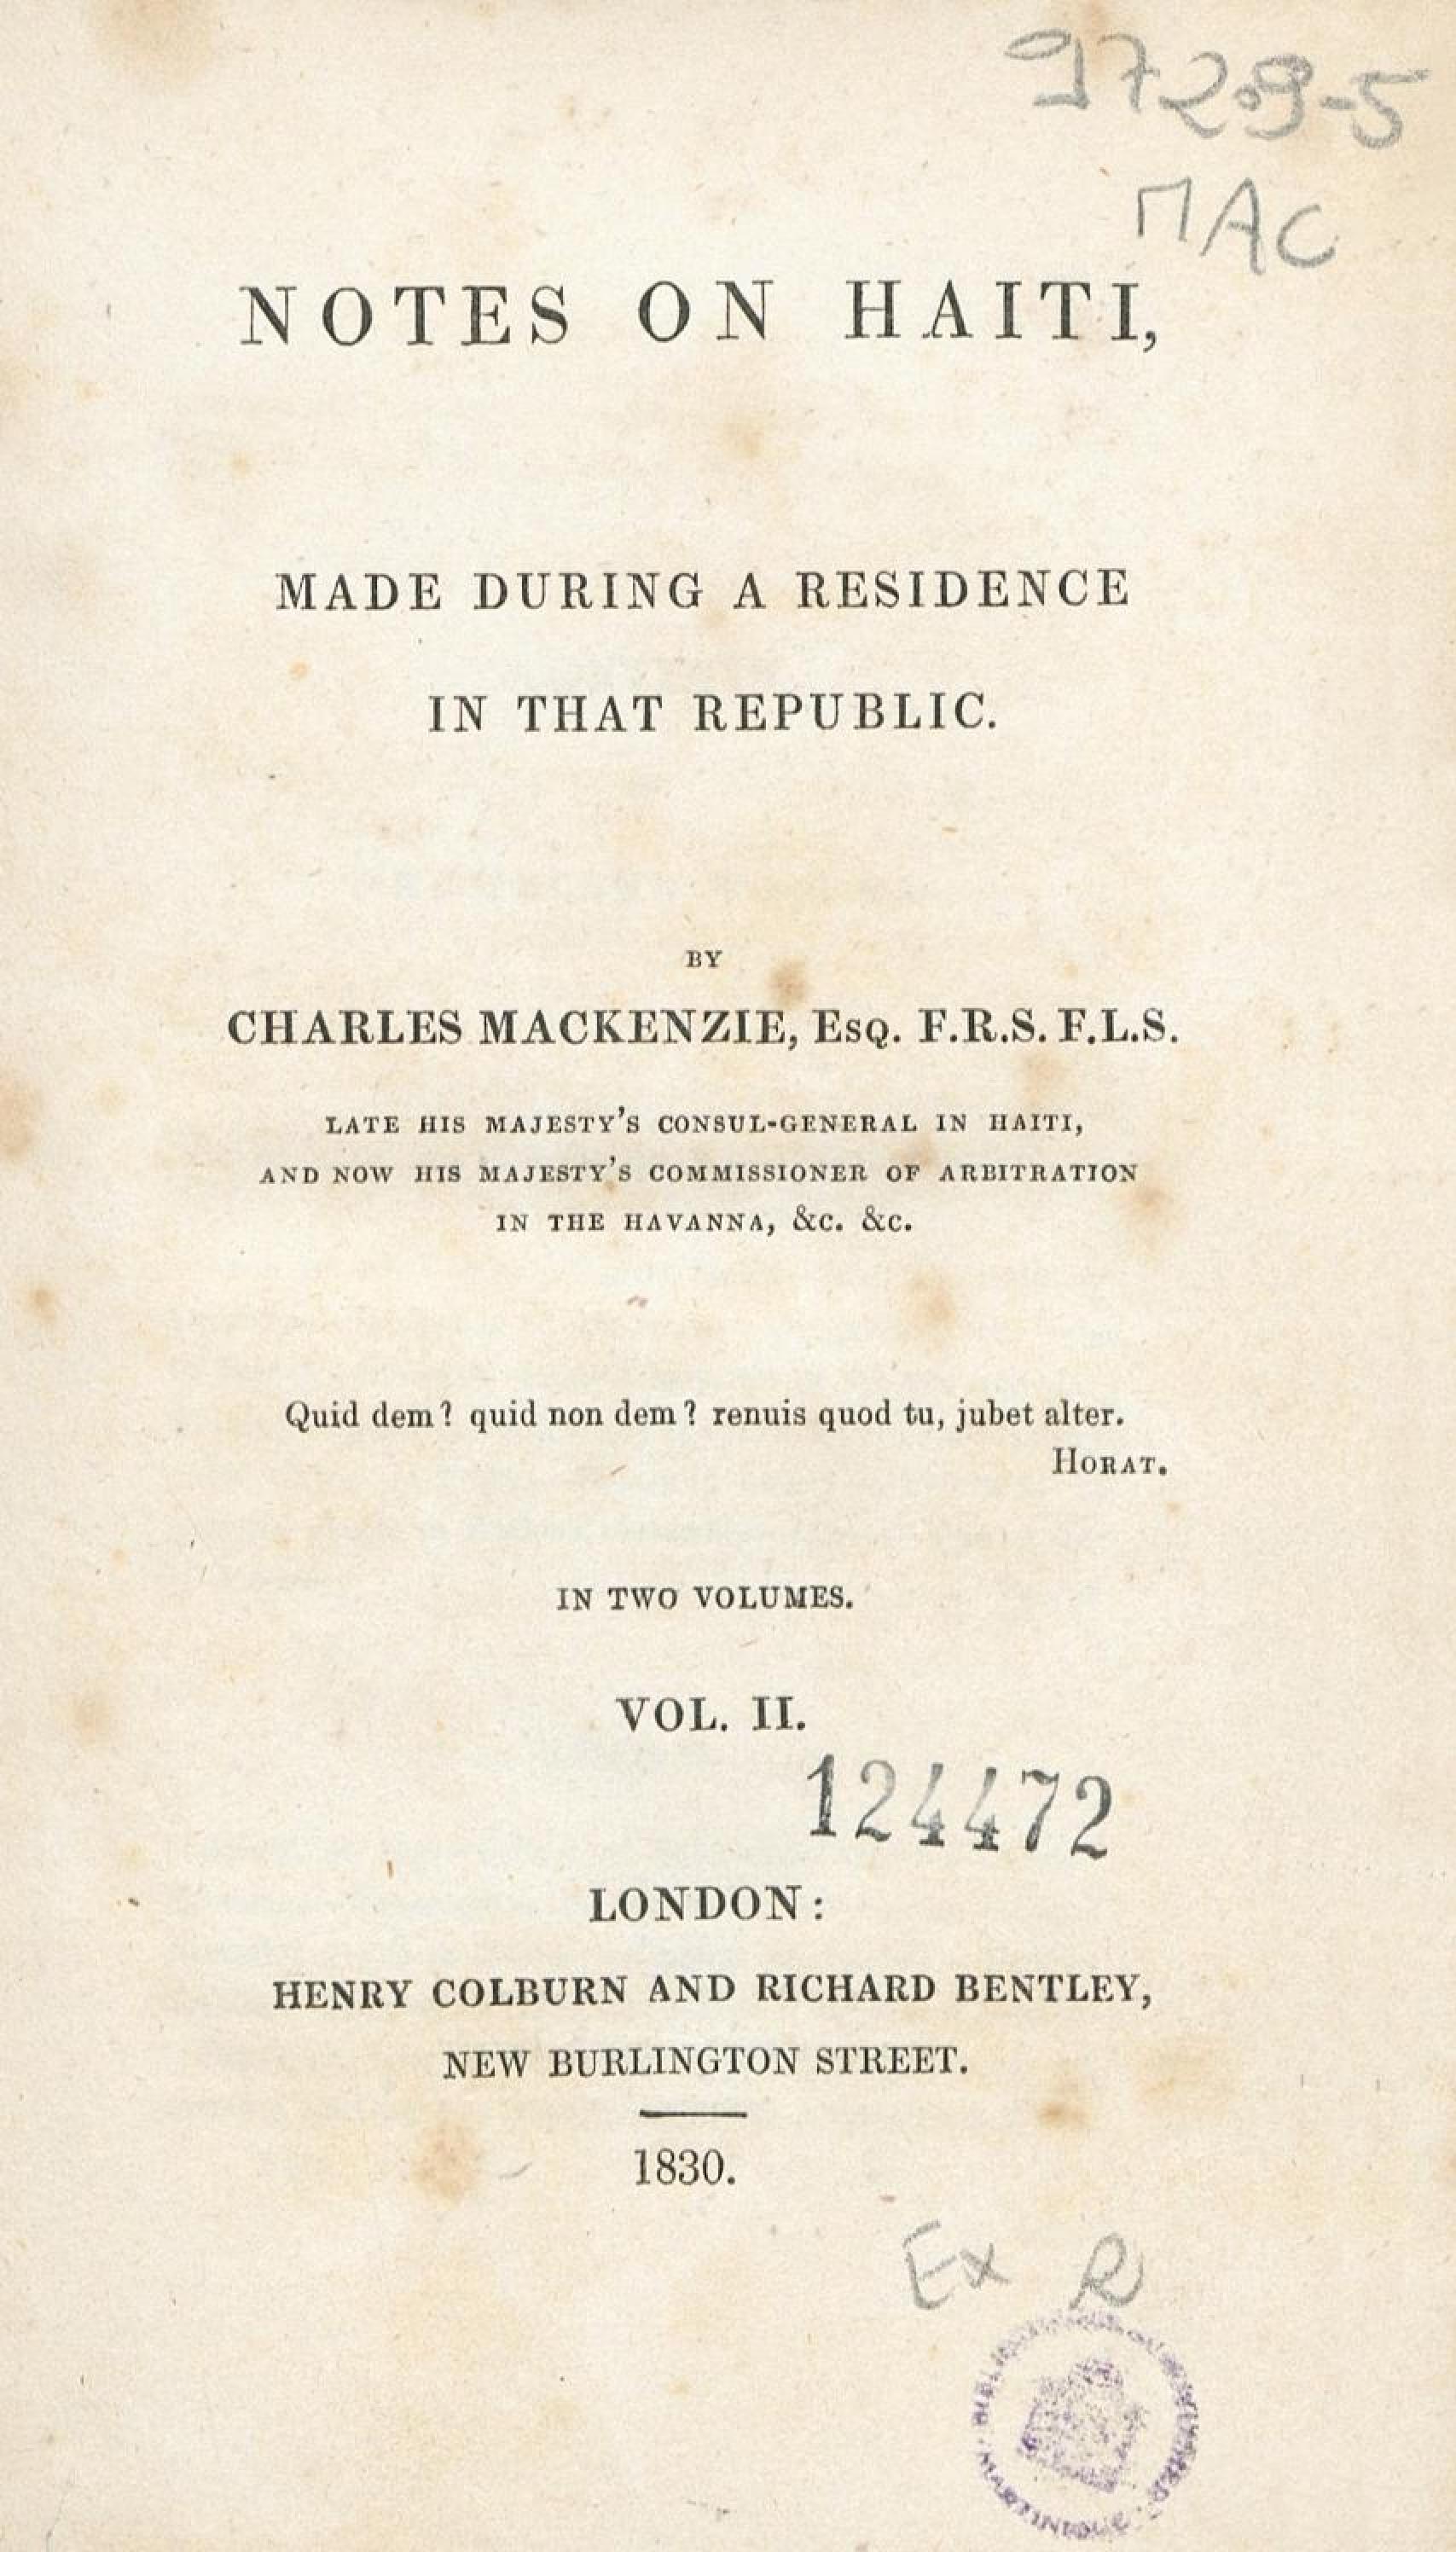 972.9-5
MAC
NOTES ON HAITI,
MADE DURING A RESIDENCE
IN THAT REPUBLIC.
BY
CHARLES MACKENZIE, Esq. F.R.S. F.L.S.
LATE HIS MAJESTY'S CONSUL-GENERAL IN HAITI,
AND NOW HIS MAJESTY'S COMMISSIONER OF ARBITRATION
IN THE HAVANNA, &c. &c.
Quid dem? quid non dem? renuis quod tu, jubet alter.
Horat.
IN TWO VOLUMES.
VOL. II.
124472
LONDON:
HENRY COLBURN AND RICHARD BENTLEY,
NEW BURLINGTON STREET.
1830.
Ex R